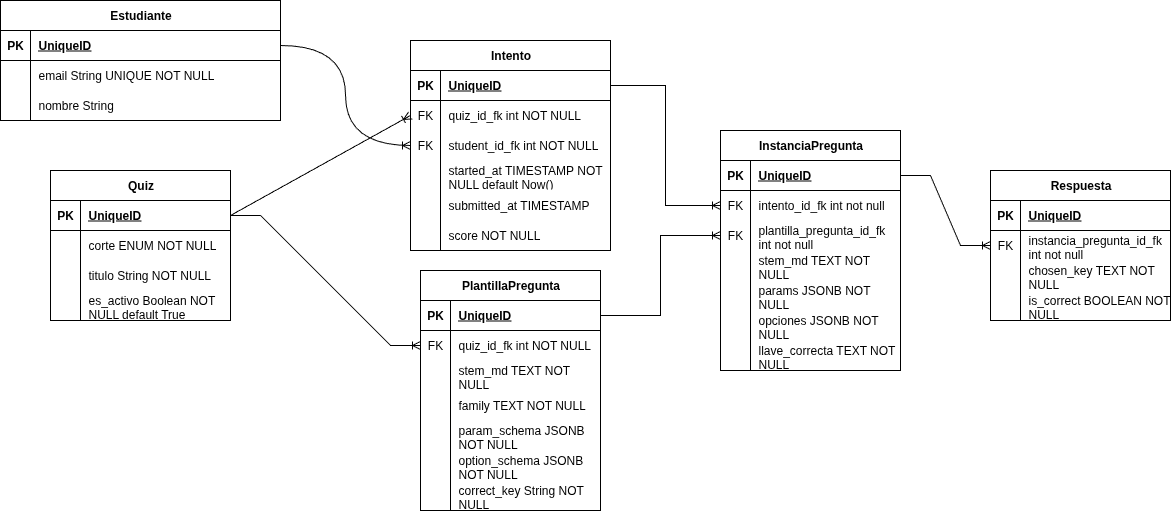 Estudiante
PK UniqueID
email String UNIQUE NOT NULL
nombre String
Quiz
PK UniqueID
corte ENUM NOT NULL
titulo String NOT NULL
es_activo Boolean NOT
NULL default True
Intento
PK UniqueID
FK quiz_id_fk int NOT NULL
FK student_id_fk int NOT NULL
started_at TIMESTAMP NOT
NULL default Now()
submitted_at TIMESTAMP
score NOT NULL
PlantillaPregunta
PK UniqueID
FK quiz_id_fk int NOT NULL
stem_md TEXT NOT
NULL
family TEXT NOT NULL
param_schema JSONB
NOT NULL
option_schema JSONB
NOT NULL
correct_key String NOT
NULL
InstanciaPregunta
PK UniqueID
FK intento_id_fk int not null
FK plantilla_pregunta_id_fk
int not null
stem_md TEXT NOT
NULL
params JSONB NOT
NULL
opciones JSONB NOT
NULL
llave_correcta TEXT NOT
NULL
Respuesta
PK UniqueID
FK instancia_pregunta_id_fk
int not null
chosen_key TEXT NOT
NULL
is_correct BOOLEAN NOT
NULL